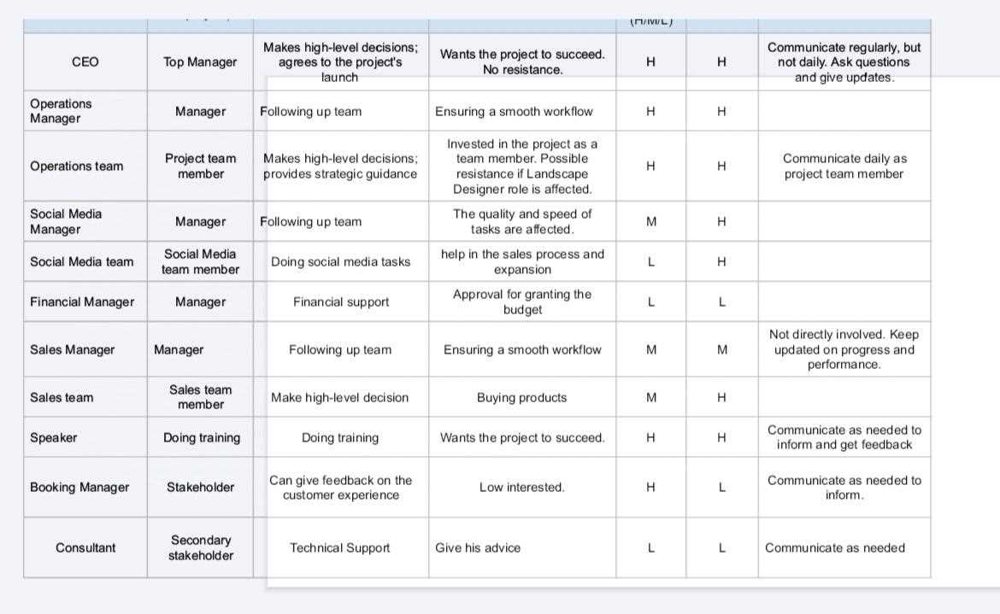 (H/M/L)
CEO
Top Manager
Makes high-level decisions;
agrees to the project's
launch
Wants the project to succeed.
No resistance.
H
H
Communicate regularly, but
not daily. Ask questions
and give updates.
Operations
Manager
Manager
Following up team
Ensuring a smooth workflow
H
H
Operations team
Project team
member
Makes high-level decisions;
provides strategic guidance
Invested in the project as a
team member. Possible
resistance if Landscape
Designer role is affected.
H
H
Communicate daily as
project team member
Social Media
Manager
Manager
Following up team
The quality and speed of
tasks are affected.
M
H
Social Media team
Social Media
team member
Doing social media tasks
help in the sales process and
expansion
L
H
Financial Manager
Manager
Financial support
Approval for granting the
budget
L
L
Sales Manager
Manager
Following up team
Ensuring a smooth workflow
M
M
Not directly involved. Keep
updated on progress and
performance.
Sales team
Sales team
member
Make high-level decision
Buying products
M
H
Speaker
Doing training
Doing training
Wants the project to succeed.
H
H
Communicate as needed to
inform and get feedback
Booking Manager
Stakeholder
Can give feedback on the
customer experience
Low interested.
H
L
Communicate as needed to
inform.
Consultant
Secondary
stakeholder
Technical Support
Give his advice
L
L
Communicate as needed